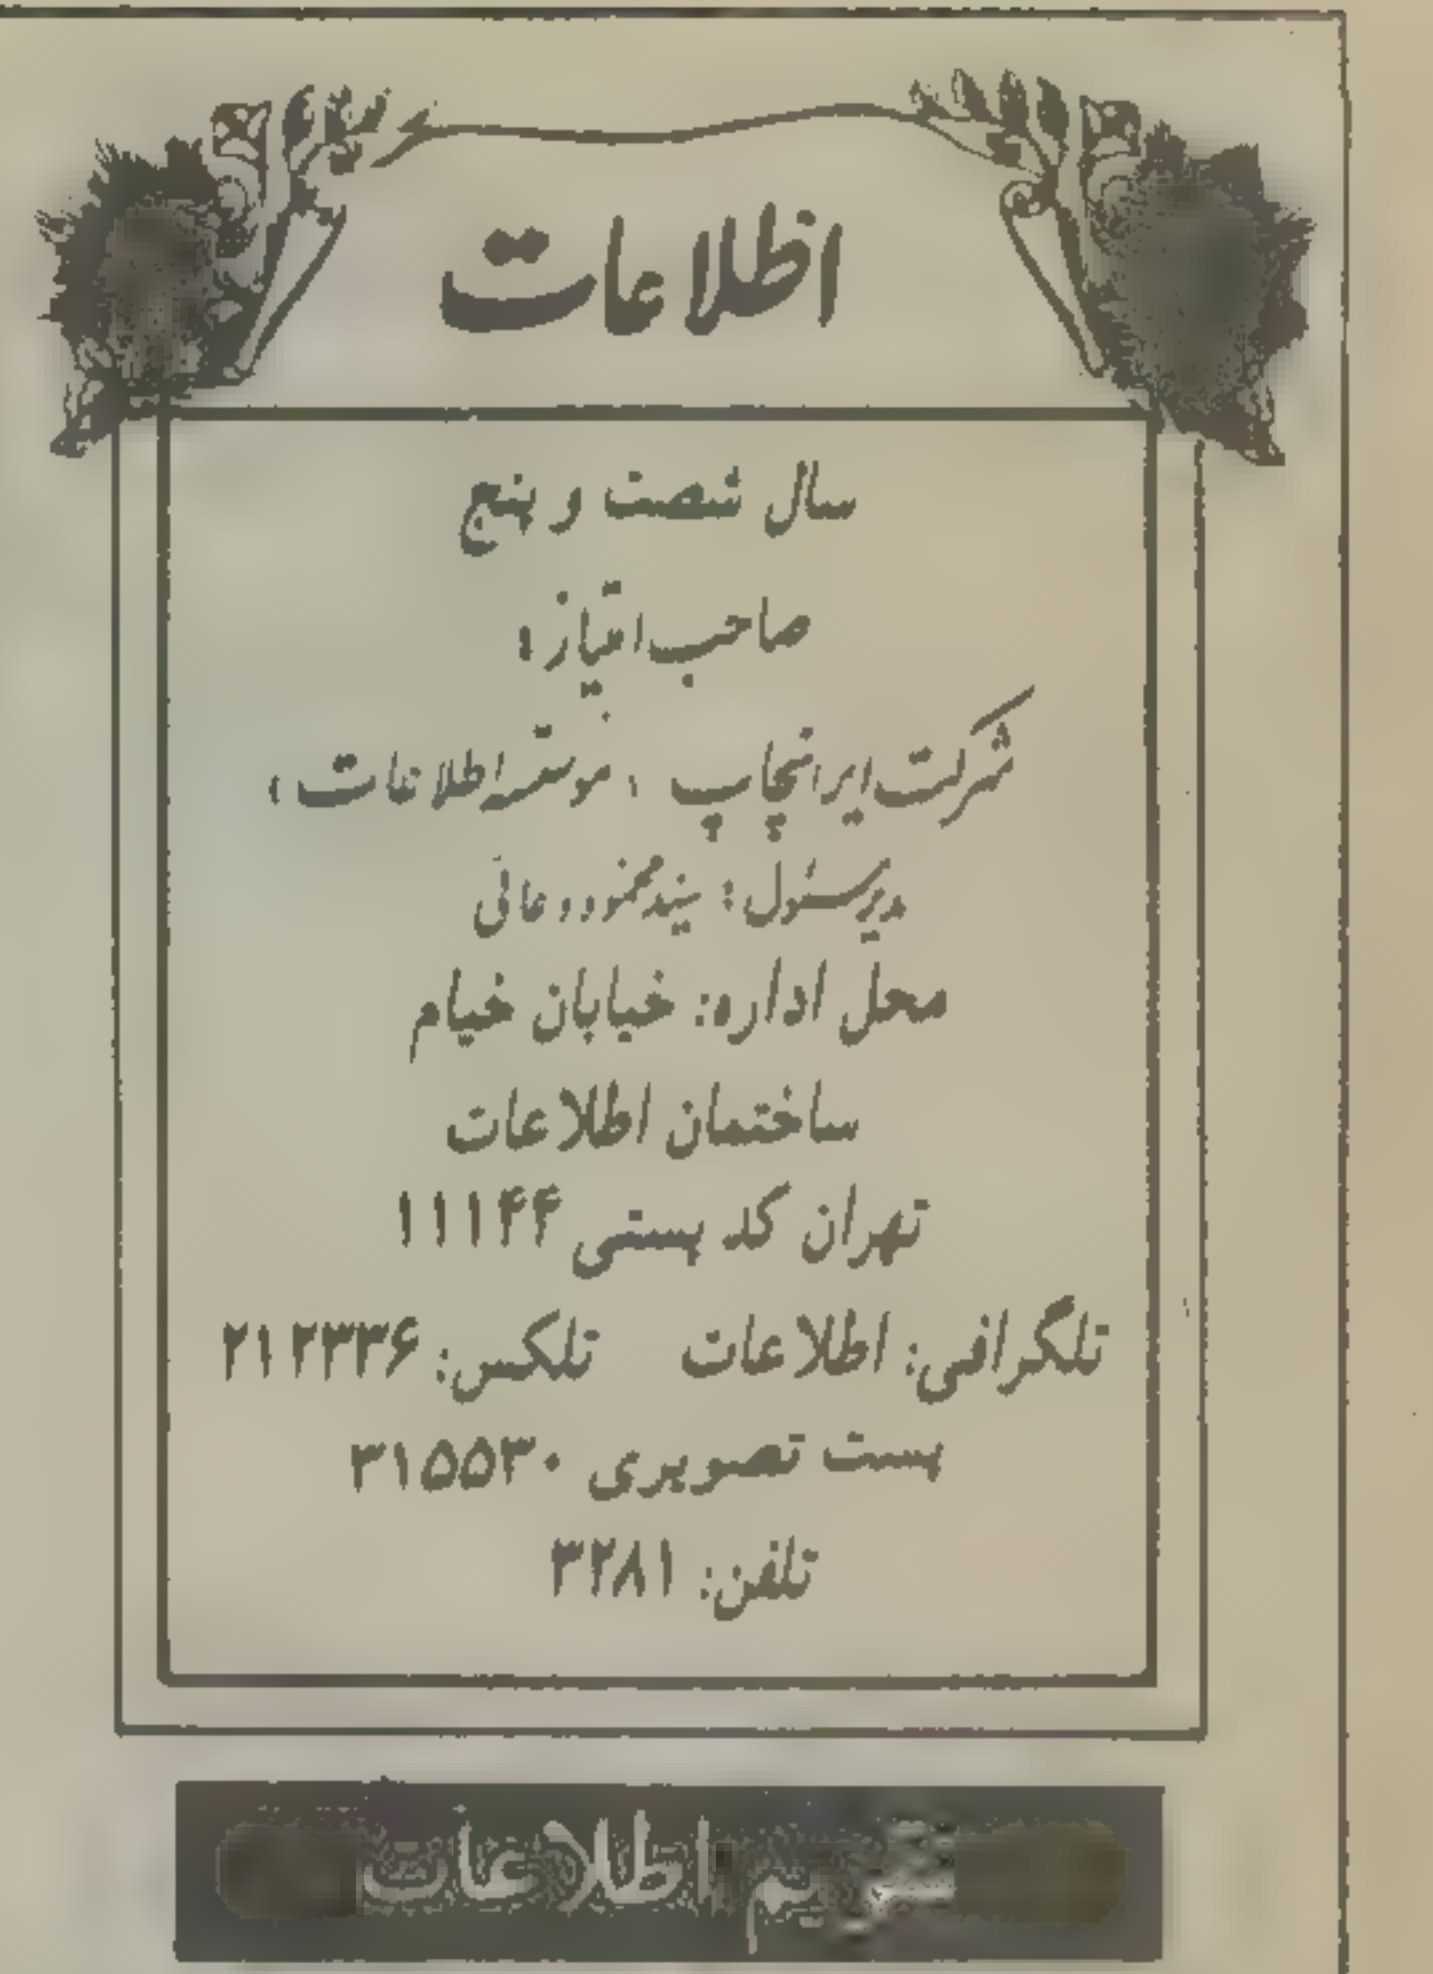 اطلاعات
سال شصت و پنج
صاحب امتیاز:
شرکت ایرانچاپ (موسسه اطلاعات)
مدیر مسئول: سید محمود دعائی
محل اداره: خیابان خیام
ساختمان اطلاعات
تهران کد پستی ۱۱۱۴۴
تلگرافی: اطلاعات تلکس: ۲۱۲۳۳۶
پست تصویری ۳۱۵۵۳۰
تلفن: ۳۲۸۱
اطلاعات